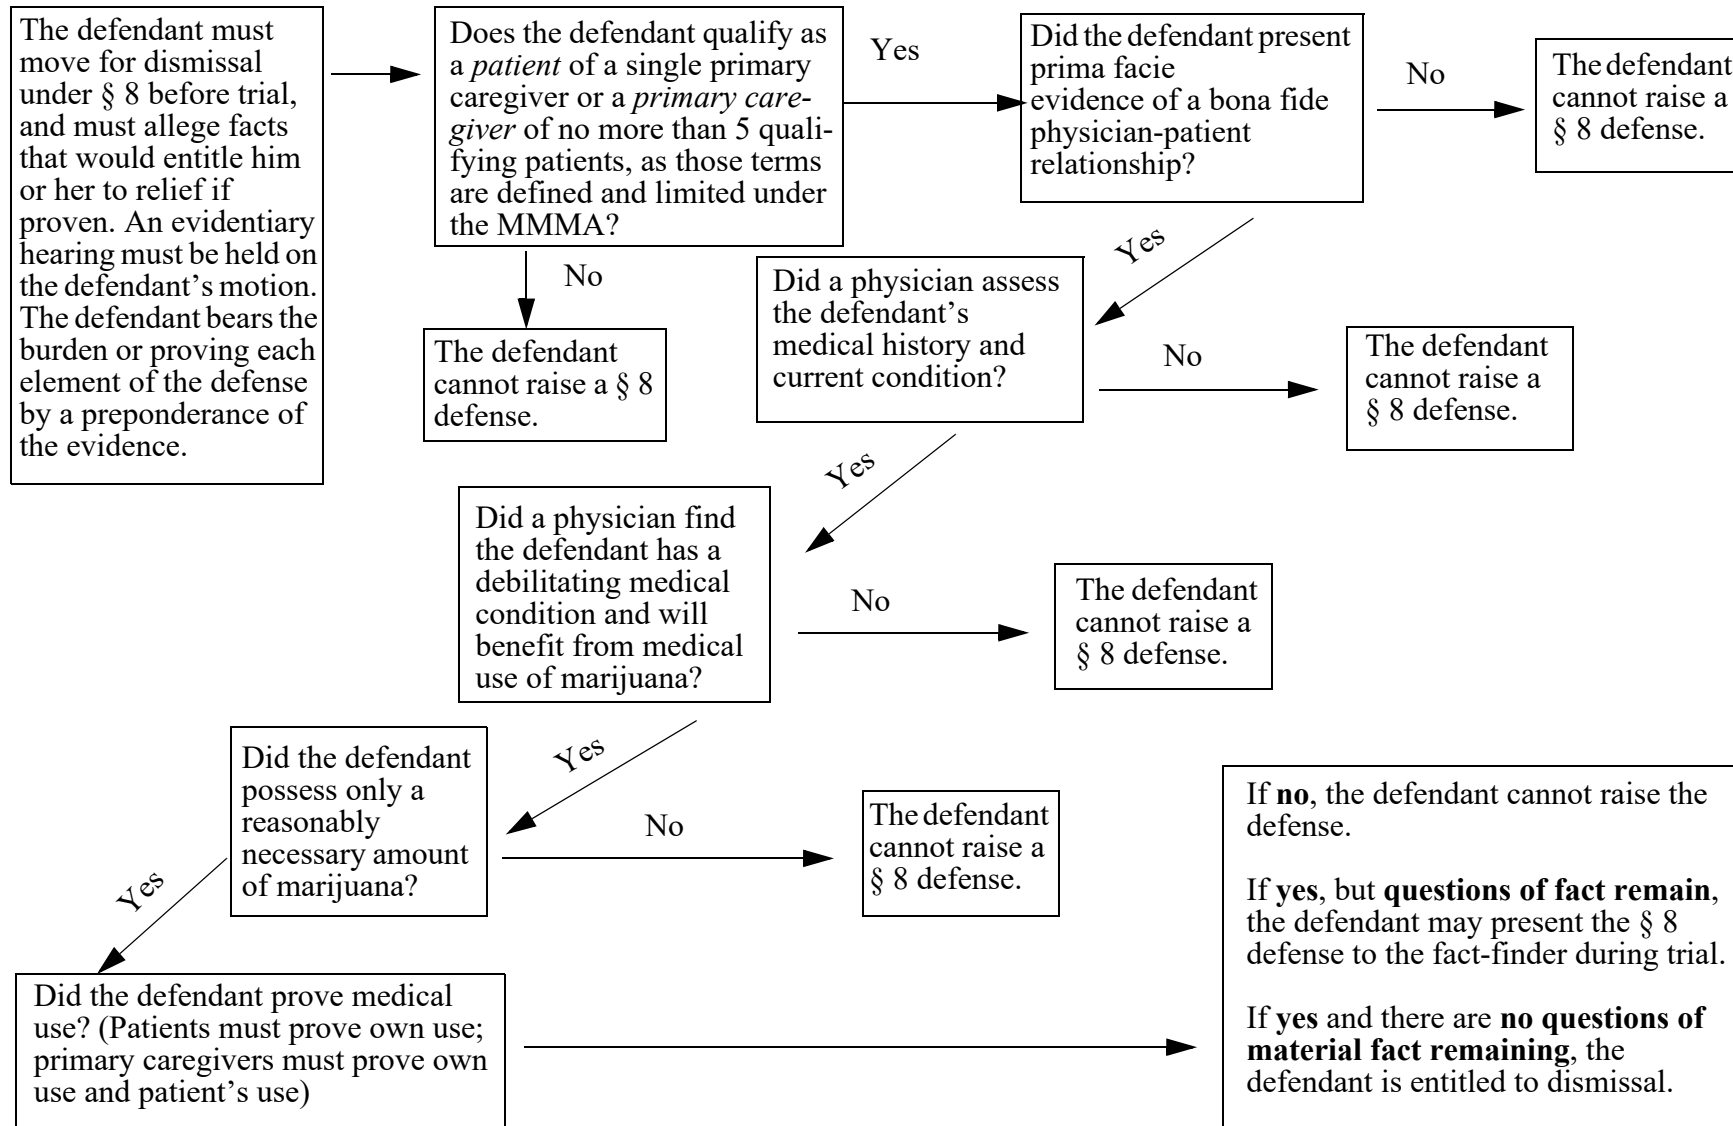 The defendant must
move for dismissal
under § 8 before trial,
and must allege facts
that would entitle him
or her to relief if
proven. An evidentiary
hearing must be held on
the defendant’s motion.
The defendant bears the
burden or proving each
element of the defense
by a preponderance of
the evidence.
Does the defendant qualify as
a patient of a single primary
caregiver or a primary care-
giver of no more than 5 quali-
fying patients, as those terms
are defined and limited under
the MMMA?
Yes
Did the defendant present
prima facie
evidence of a bona fide
physician-patient
relationship?
No
The defendant
cannot raise a
§ 8 defense.
No
The defendant
cannot raise a § 8
defense.
Yes
Did a physician assess
the defendant’s
medical history and
current condition?
No
The defendant
cannot raise a
§ 8 defense.
Yes
Did a physician find
the defendant has a
debilitating medical
condition and will
benefit from medical
use of marijuana?
No
The defendant
cannot raise a
§ 8 defense.
Yes
Did the defendant
possess only a
reasonably
necessary amount
of marijuana?
No
The defendant
cannot raise a
§ 8 defense.
Yes
Did the defendant prove medical
use? (Patients must prove own use;
primary caregivers must prove own
use and patient’s use)
If no, the defendant cannot raise the
defense.
If yes, but questions of fact remain,
the defendant may present the § 8
defense to the fact-finder during trial.
If yes and there are no questions of
material fact remaining, the
defendant is entitled to dismissal.